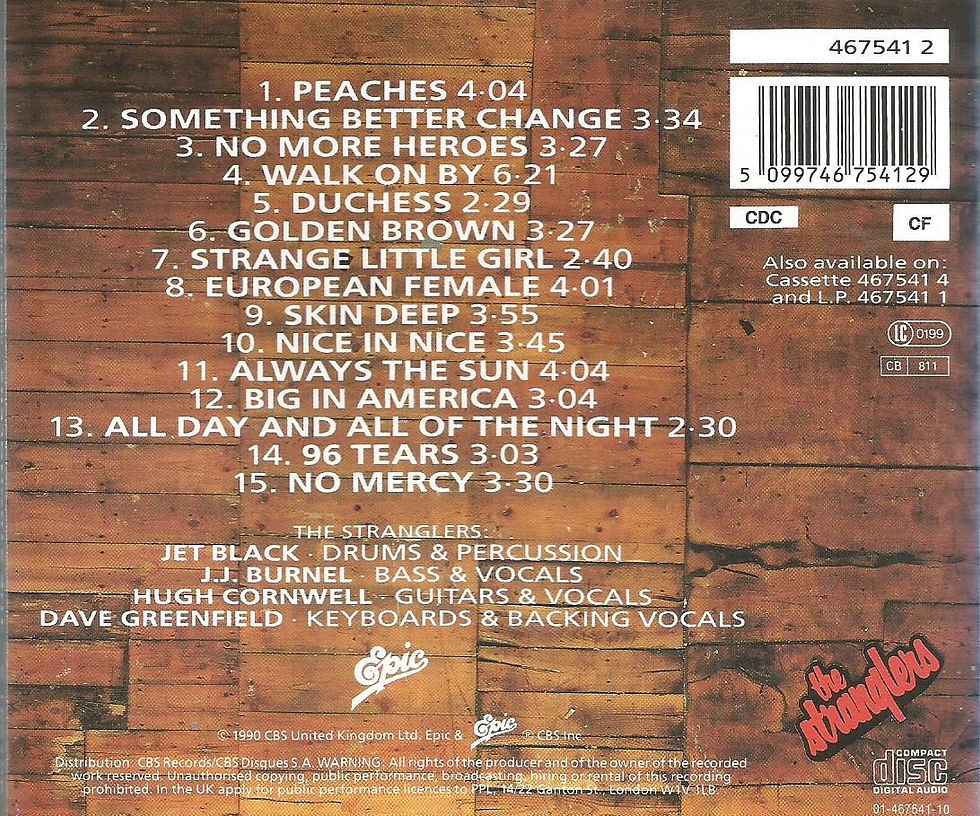 467541 2
1. PEACHES 4·04
2. SOMETHING BETTER CHANGE 3·34
3. NO MORE HEROES 3·27
4. WALK ON BY 6·21
5. DUCHESS 2·29
6. GOLDEN BROWN 3·27
7. STRANGE LITTLE GIRL 2·40
8. EUROPEAN FEMALE 4·01
9. SKIN DEEP 3·55
10. NICE IN NICE 3·45
11. ALWAYS THE SUN 4·04
12. BIG IN AMERICA 3·04
13. ALL DAY AND ALL OF THE NIGHT 2·30
14. 96 TEARS 3·03
15. NO MERCY 3·30
5 099746 754129
CDC
CF
Also available on:
Cassette 467541 4
and L.P. 467541 1
LC 0199
CB 811
THE STRANGLERS:
JET BLACK · DRUMS & PERCUSSION
J.J. BURNEL · BASS & VOCALS
HUGH CORNWELL · GUITARS & VOCALS
DAVE GREENFIELD · KEYBOARDS & BACKING VOCALS
Epic
the stranglers
© 1990 CBS United Kingdom Ltd. Epic & Epic ℗ CBS Inc.
Distribution: CBS Records/CBS Disques S.A. WARNING: All rights of the producer and of the owner of the recorded
work reserved. Unauthorised copying, public performance, broadcasting, hiring or rental of this recording
prohibited. In the UK apply for public performance licences to PPL, 14/22 Ganton St., London W1V 1LB.
COMPACT
disc
DIGITAL AUDIO
01-467541-10